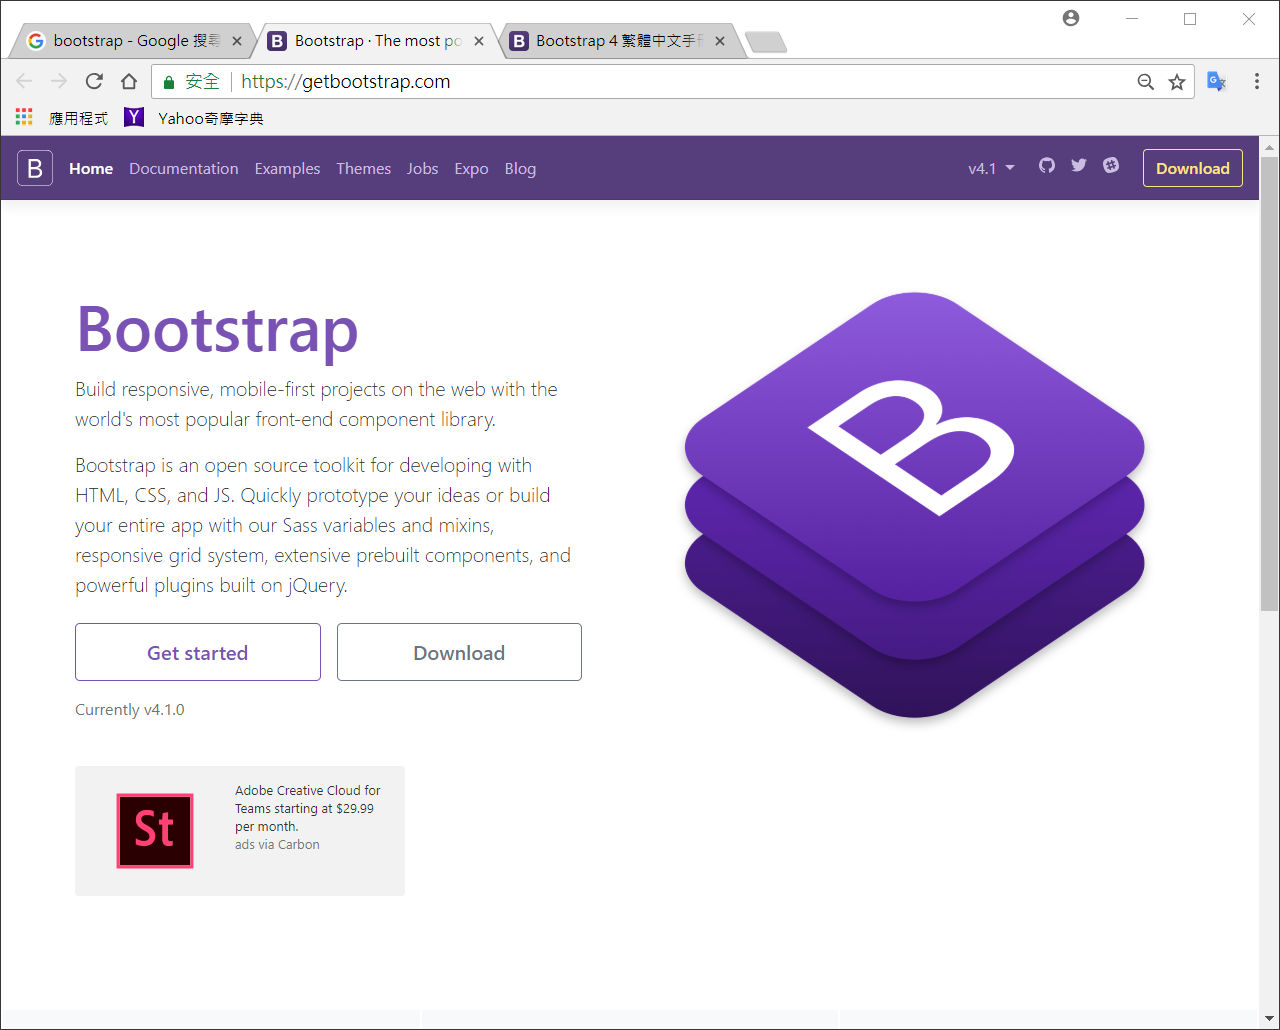 bootstrap - Google 搜尋
Bootstrap · The most po
Bootstrap 4 繁體中文手冊
安全
https://getbootstrap.com
應用程式
Yahoo奇摩字典
B
Home
Documentation
Examples
Themes
Jobs
Expo
Blog
v4.1
Download
Bootstrap
Build responsive, mobile-first projects on the web with the
world's most popular front-end component library.
Bootstrap is an open source toolkit for developing with
HTML, CSS, and JS. Quickly prototype your ideas or build
your entire app with our Sass variables and mixins,
responsive grid system, extensive prebuilt components, and
powerful plugins built on jQuery.
Get started
Download
Currently v4.1.0
B
St
Adobe Creative Cloud for
Teams starting at $29.99
per month.
ads via Carbon